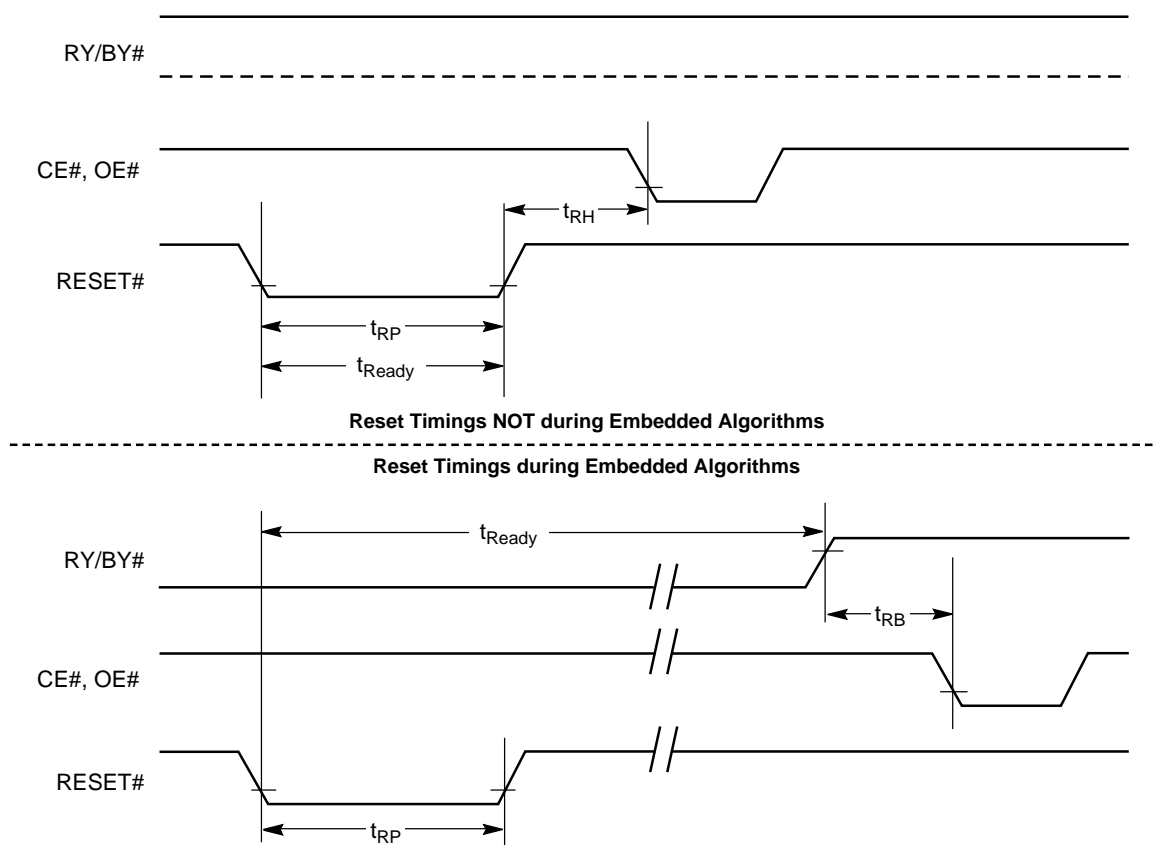 RY/BY#
CE#, OE#
tRH
RESET#
tRP
tReady
Reset Timings NOT during Embedded Algorithms
Reset Timings during Embedded Algorithms
tReady
RY/BY#
tRB
CE#, OE#
RESET#
tRP